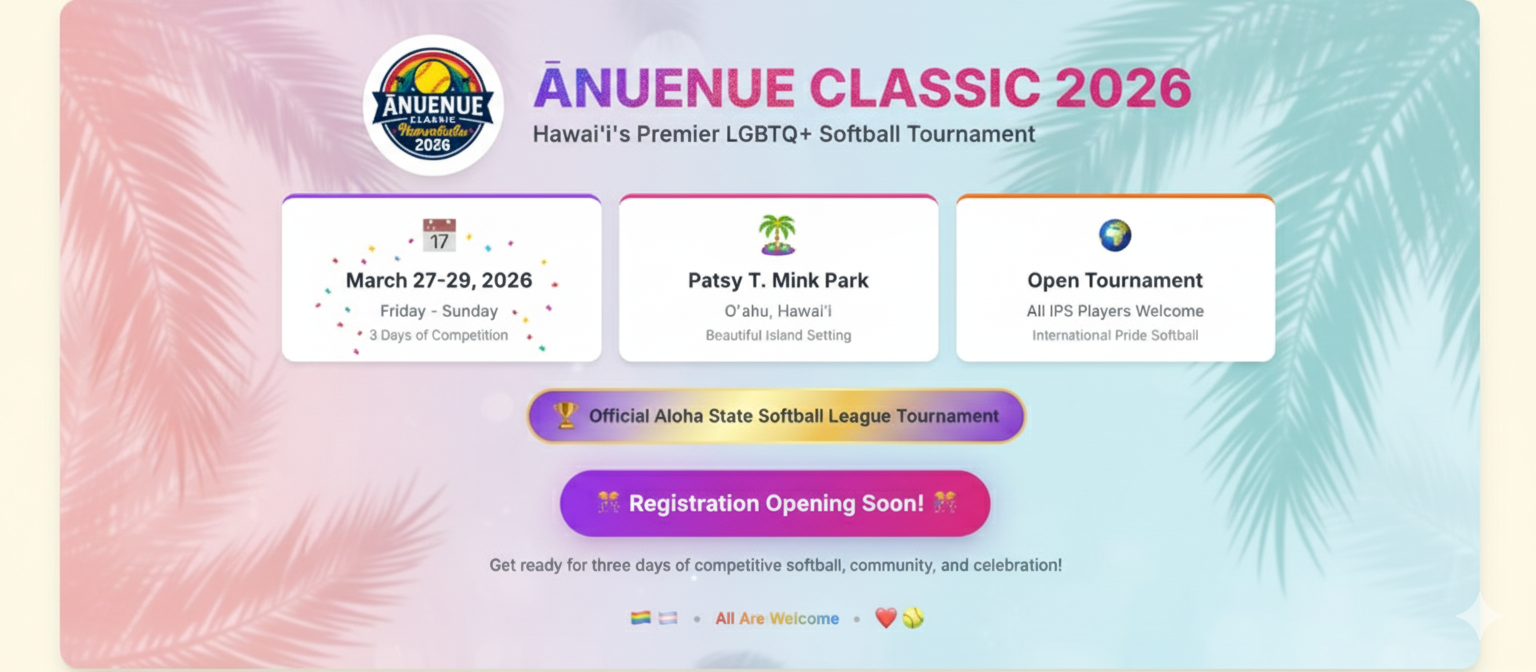 ĀNUENUE
CLASSIC
2026
ĀNUENUE CLASSIC 2026
Hawai'i's Premier LGBTQ+ Softball Tournament
17
March 27-29, 2026
Friday - Sunday
3 Days of Competition
Patsy T. Mink Park
Oʻahu, Hawai'i
Beautiful Island Setting
Open Tournament
All IPS Players Welcome
International Pride Softball
Official Aloha State Softball League Tournament
Registration Opening Soon!
Get ready for three days of competitive softball, community, and celebration!
• All Are Welcome •